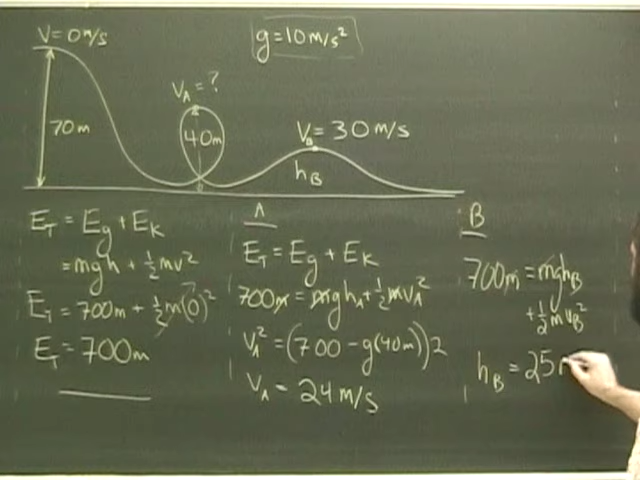 V=0m/s
g=10m/s²
V_A=?
70m
40m
V_B=30m/s
h_B
E_T = E_g + E_K
= mgh + ½mv²
E_T = 700m + ½m(0)²
E_T = 700m
A
E_T = E_g + E_K
700m = mgh_A + ½mv_A²
V_A² = (700 - g(40m))2
V_A = 24m/s
B
700m = mgh_B
+ ½mv_B²
h_B = 25m